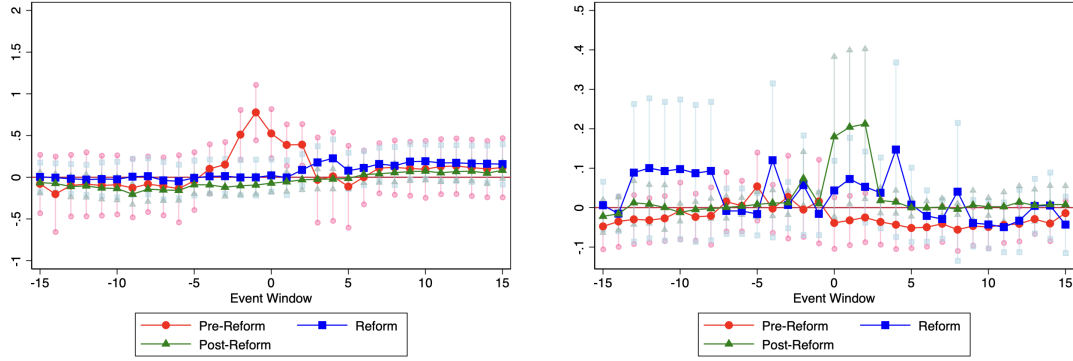 2
1.5
1
.5
0
-.5
-1
-15 -10 -5 0 5 10 15
Event Window
Pre-Reform Reform
Post-Reform
.5
.4
.3
.2
.1
0
-.1
-15 -10 -5 0 5 10 15
Event Window
Pre-Reform Reform
Post-Reform